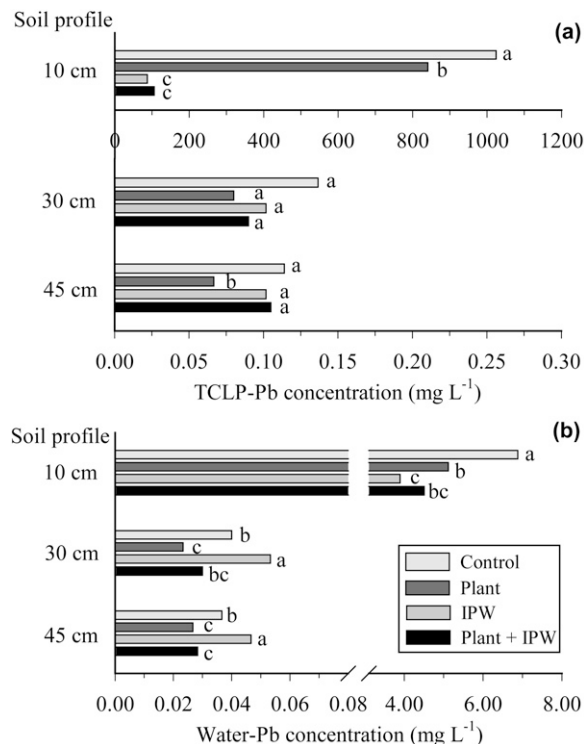 Soil profile
(a)
10 cm
a
b
c
c
0 200 400 600 800 1000 1200
30 cm
a
a
a
a
45 cm
a
b
a
a
0.00 0.05 0.10 0.15 0.20 0.25 0.30
TCLP-Pb concentration (mg L⁻¹)
Soil profile
(b)
10 cm
a
b
c
bc
30 cm
b
c
a
bc
45 cm
b
c
a
c
Control
Plant
IPW
Plant + IPW
0.00 0.02 0.04 0.06 0.08 4.00 6.00 8.00
Water-Pb concentration (mg L⁻¹)